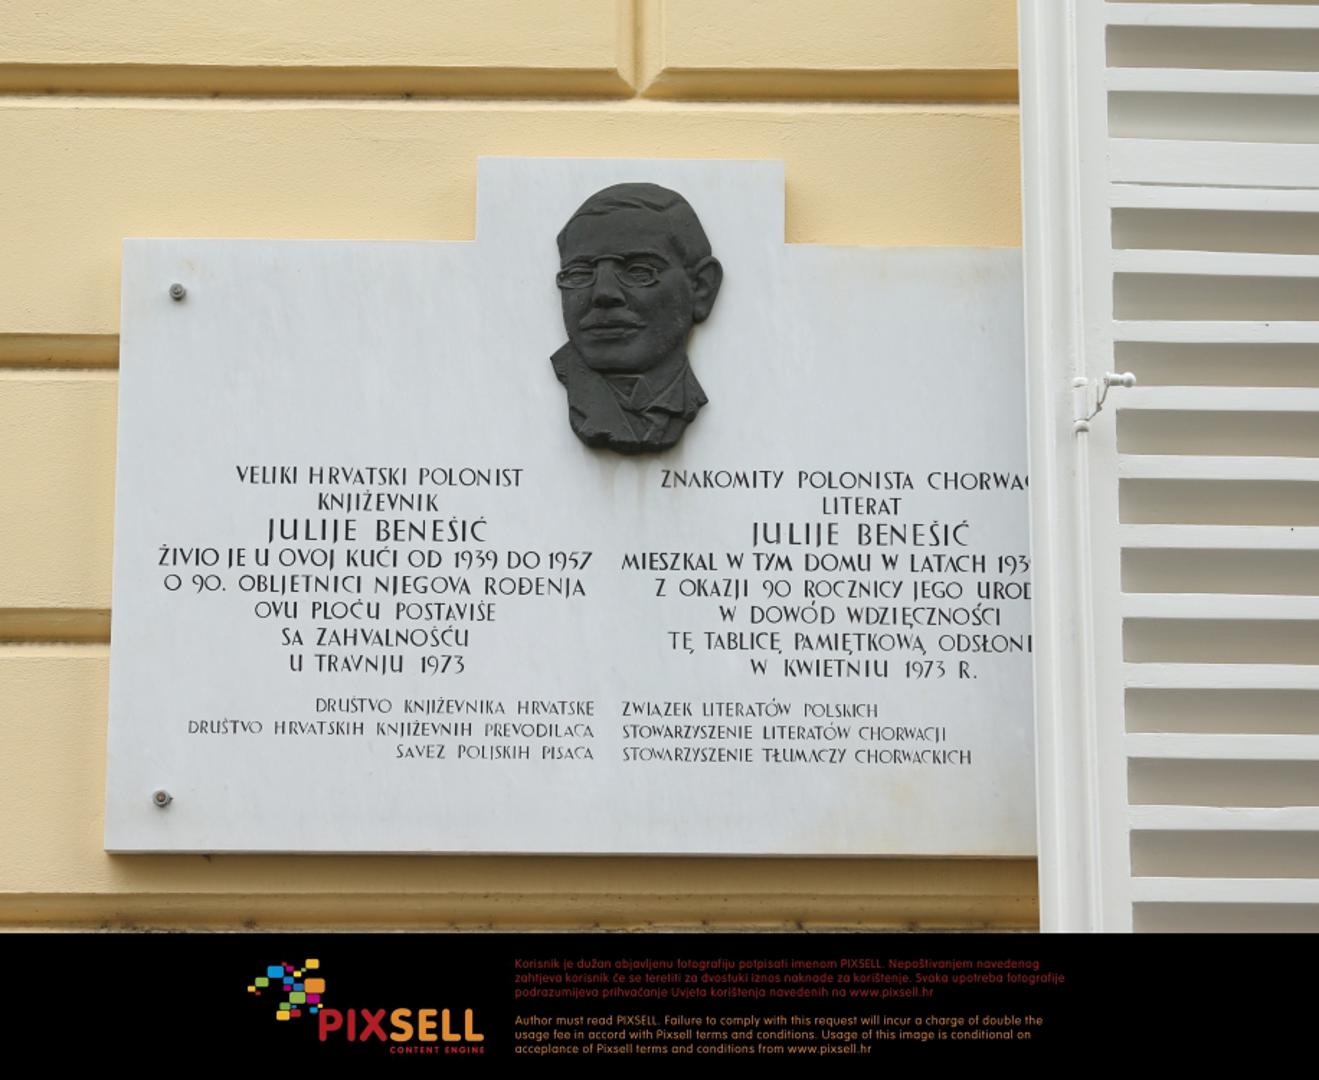 VELIKI HRVATSKI POLONIST
KNJIŽEVNIK
JULIJE BENEŠIĆ
ŽIVIO JE U OVOJ KUĆI OD 1939 DO 1957
O 90. OBLJETNICI NJEGOVA ROĐENJA
OVU PLOČU POSTAVIŠE
SA ZAHVALNOŠĆU
U TRAVNJU 1973
DRUŠTVO KNJIŽEVNIKA HRVATSKE
DRUŠTVO HRVATSKIH KNJIŽEVNIH PREVODILACA
SAVEZ POLJSKIH PISACA
ZNAKOMITY POLONISTA
LITERAT
JULIJE BENEŠIĆ
MIESZKAL W TYM DOMU W LATACH
Z OKAZJI 90 ROCZNICY JEGO
W DOWÓD WDZIĘCZNOŚCI
TĘ TABLICĘ PAMIĘTKOWĄ
W KWIETNIU 1973 R.
ZWIĄZEK LITERATÓW POLSKICH
STOWARZYSZENIE LITERATÓW CHORWACJI
STOWARZYSZENIE TŁUMACZY CHORWACKICH
PIXSELL
CONTENT ENGINE
Korisnik je dužan objavljenu fotografiju potpisati imenom PIXSELL. Nepoštivanjem navedenog
zahtjeva korisnik će se teretiti za dvostuki iznos naknade za korištenje. Svaka upotreba fotografije
podrazumijeva prihvaćanje Uvjeta korištenja navedenih na www.pixsell.hr
Author must read PIXSELL. Failure to comply with this request will incur a charge of double the
usage fee in accord with Pixsell terms and conditions. Usage of this image is conditional on
acceplance of Pixsell terms and conditions from www.pixsell.hr